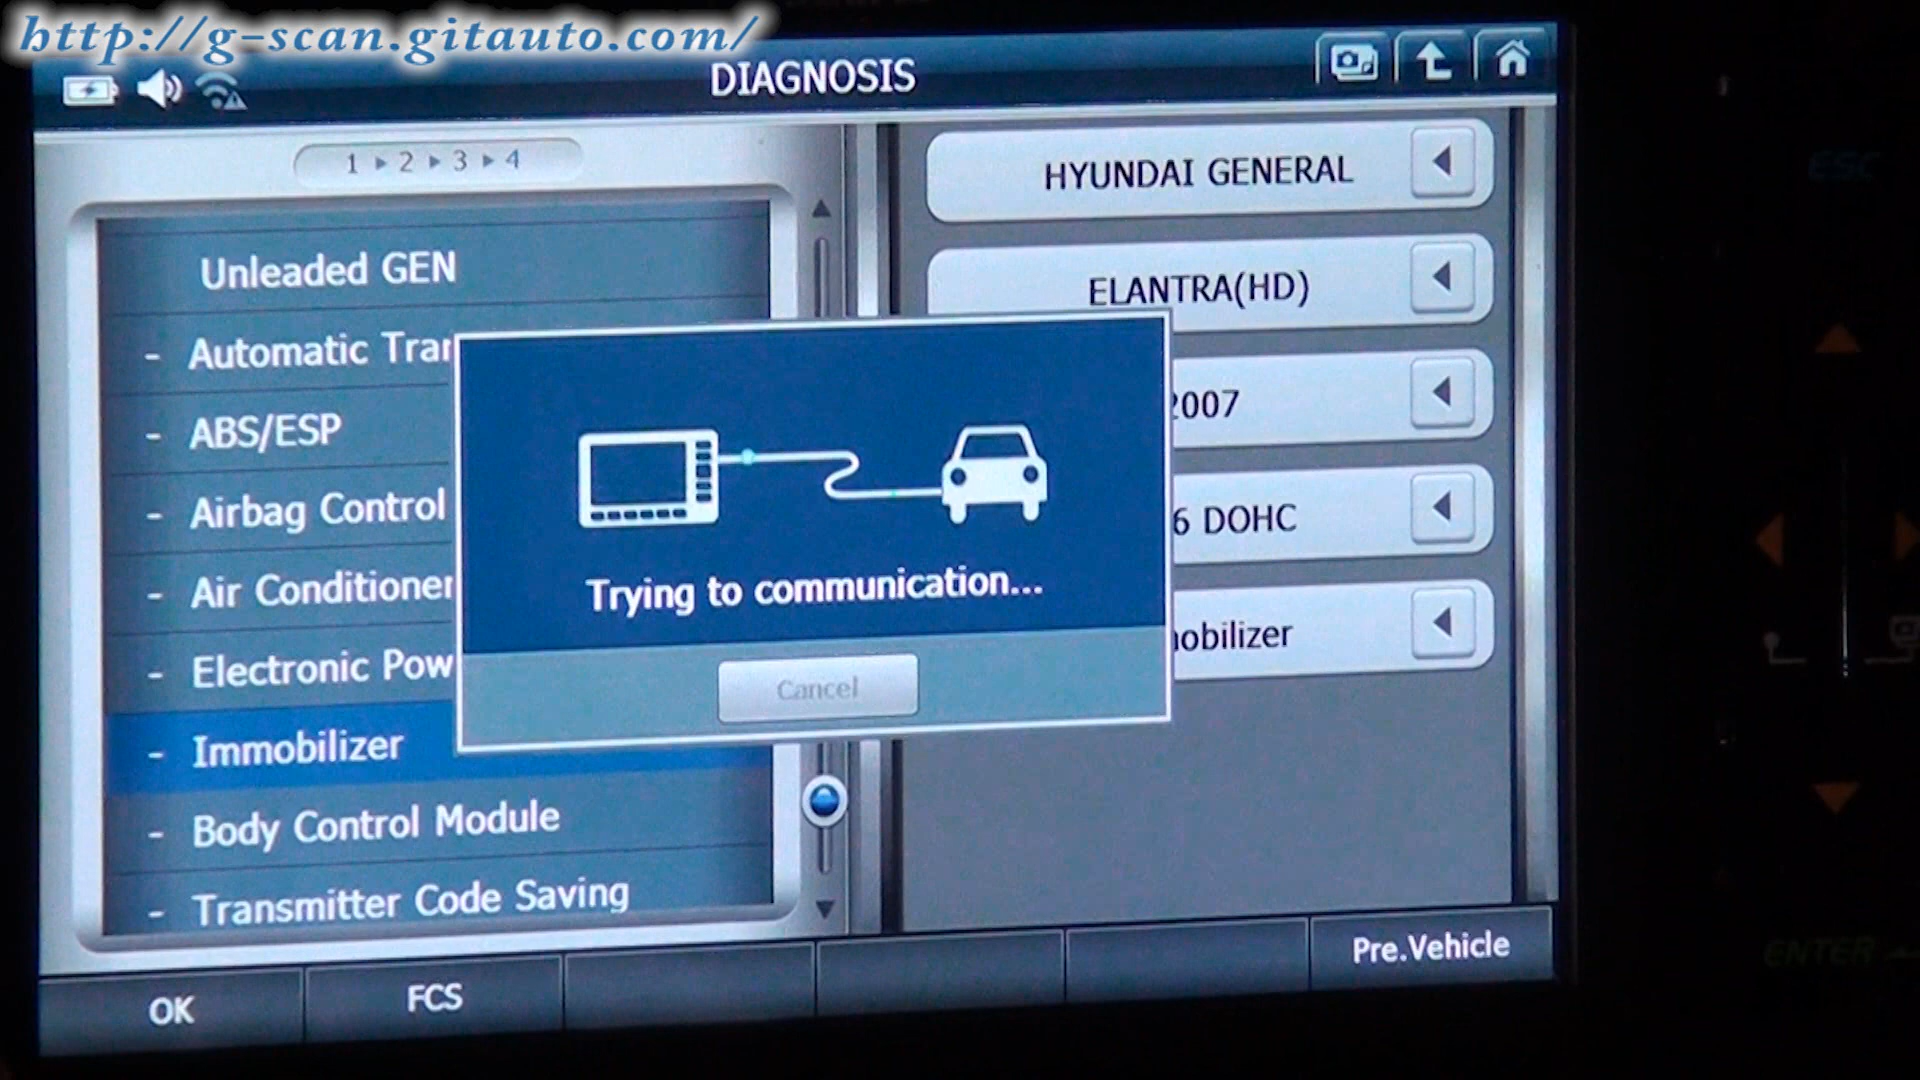 http://g-scan.gitauto.com/
DIAGNOSIS
1 ▸ 2 ▸ 3 ▸ 4
Unleaded GEN
- Automatic Tran
- ABS/ESP
- Airbag Control
- Air Conditioner
- Electronic Pow
- Immobilizer
- Body Control Module
- Transmitter Code Saving
HYUNDAI GENERAL
ELANTRA(HD)
2007
6 DOHC
mobilizer
Trying to communication...
Cancel
OK
FCS
Pre.Vehicle
ESC
ENTER